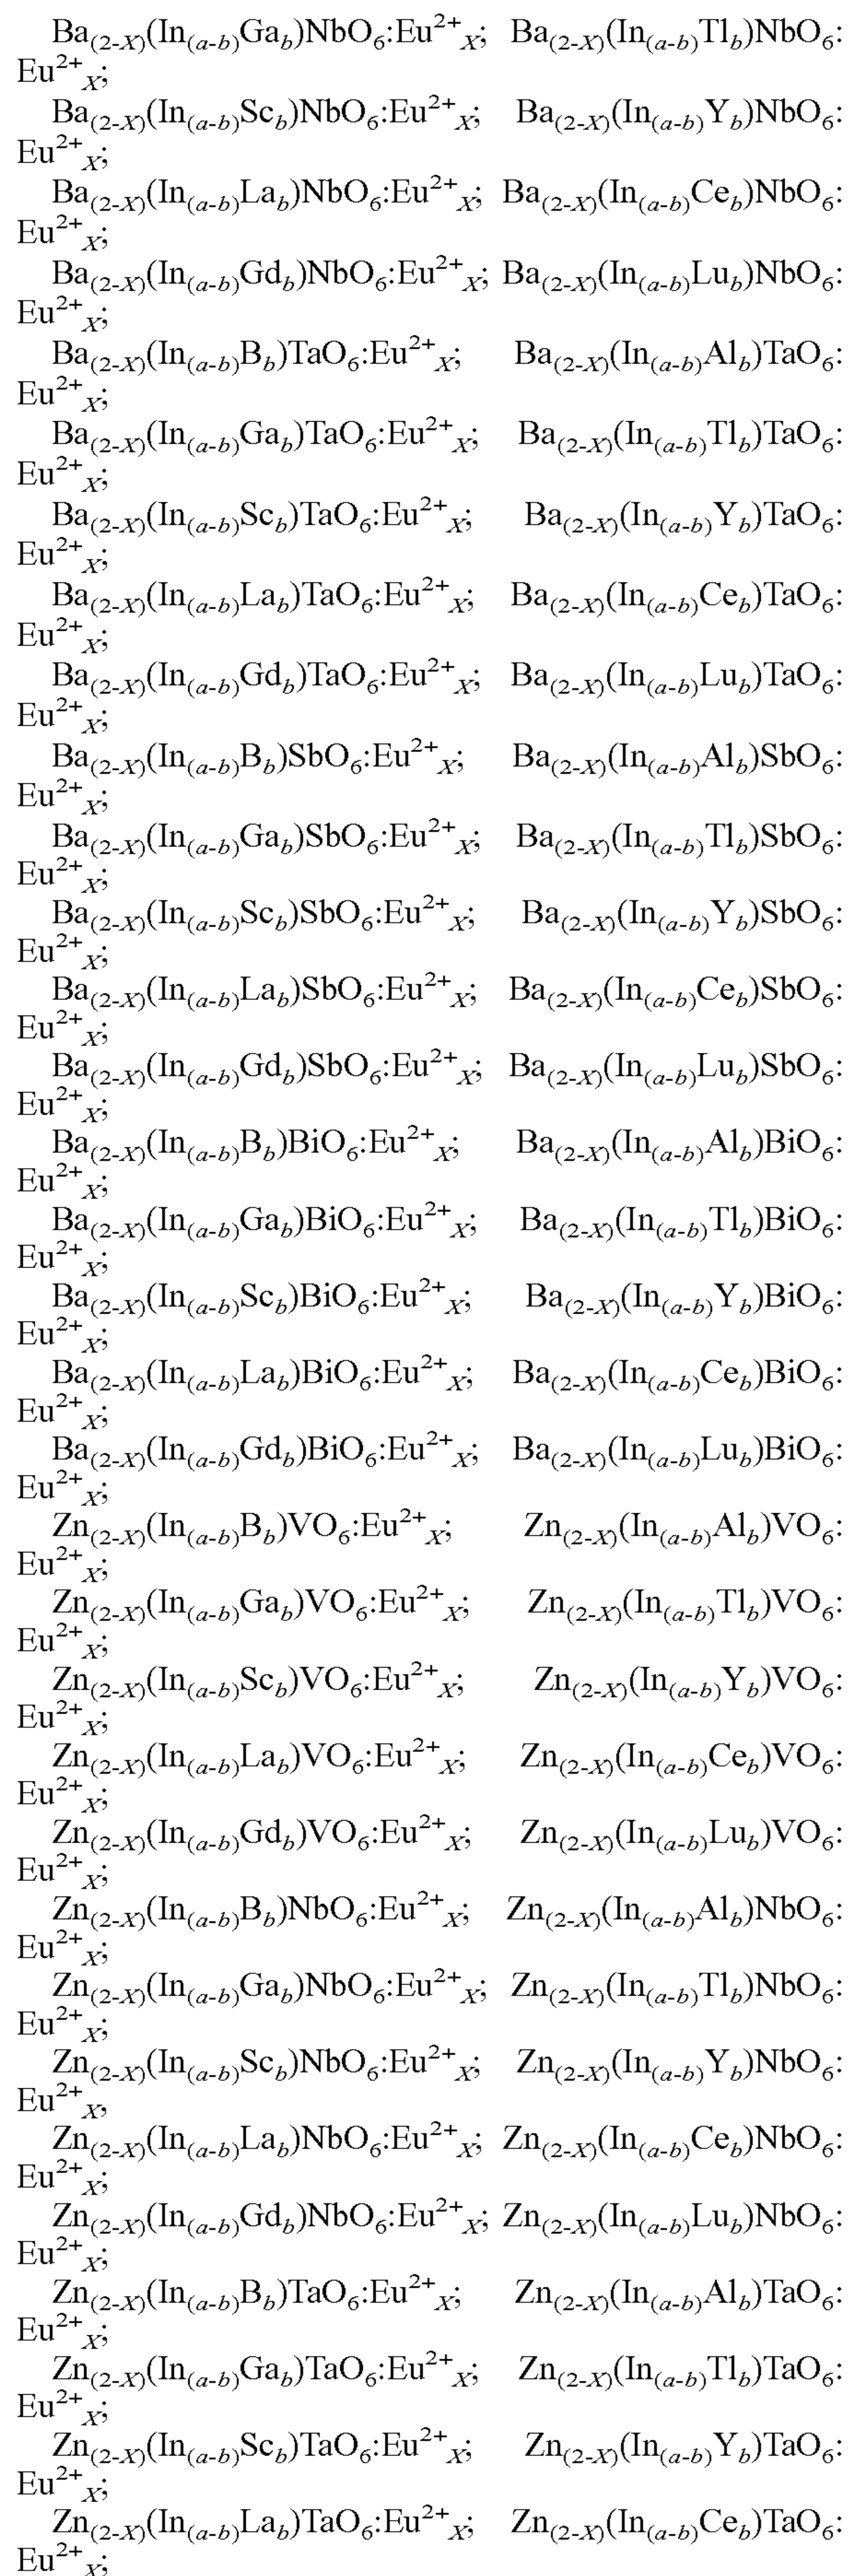 Ba₍₂₋X₎(In₍a-b₎Gab)NbO₆:Eu²⁺X; Ba₍₂₋X₎(In₍a-b₎Tlb)NbO₆:
Eu²⁺X;
Ba₍₂₋X₎(In₍a-b₎Scb)NbO₆:Eu²⁺X; Ba₍₂₋X₎(In₍a-b₎Yb)NbO₆:
Eu²⁺X;
Ba₍₂₋X₎(In₍a-b₎Lab)NbO₆:Eu²⁺X; Ba₍₂₋X₎(In₍a-b₎Ceb)NbO₆:
Eu²⁺X;
Ba₍₂₋X₎(In₍a-b₎Gdb)NbO₆:Eu²⁺X; Ba₍₂₋X₎(In₍a-b₎Lub)NbO₆:
Eu²⁺X;
Ba₍₂₋X₎(In₍a-b₎Bb)TaO₆:Eu²⁺X; Ba₍₂₋X₎(In₍a-b₎Alb)TaO₆:
Eu²⁺X;
Ba₍₂₋X₎(In₍a-b₎Gab)TaO₆:Eu²⁺X; Ba₍₂₋X₎(In₍a-b₎Tlb)TaO₆:
Eu²⁺X;
Ba₍₂₋X₎(In₍a-b₎Scb)TaO₆:Eu²⁺X; Ba₍₂₋X₎(In₍a-b₎Yb)TaO₆:
Eu²⁺X;
Ba₍₂₋X₎(In₍a-b₎Lab)TaO₆:Eu²⁺X; Ba₍₂₋X₎(In₍a-b₎Ceb)TaO₆:
Eu²⁺X;
Ba₍₂₋X₎(In₍a-b₎Gdb)TaO₆:Eu²⁺X; Ba₍₂₋X₎(In₍a-b₎Lub)TaO₆:
Eu²⁺X;
Ba₍₂₋X₎(In₍a-b₎Bb)SbO₆:Eu²⁺X; Ba₍₂₋X₎(In₍a-b₎Alb)SbO₆:
Eu²⁺X;
Ba₍₂₋X₎(In₍a-b₎Gab)SbO₆:Eu²⁺X; Ba₍₂₋X₎(In₍a-b₎Tlb)SbO₆:
Eu²⁺X;
Ba₍₂₋X₎(In₍a-b₎Scb)SbO₆:Eu²⁺X; Ba₍₂₋X₎(In₍a-b₎Yb)SbO₆:
Eu²⁺X;
Ba₍₂₋X₎(In₍a-b₎Lab)SbO₆:Eu²⁺X; Ba₍₂₋X₎(In₍a-b₎Ceb)SbO₆:
Eu²⁺X;
Ba₍₂₋X₎(In₍a-b₎Gdb)SbO₆:Eu²⁺X; Ba₍₂₋X₎(In₍a-b₎Lub)SbO₆:
Eu²⁺X;
Ba₍₂₋X₎(In₍a-b₎Bb)BiO₆:Eu²⁺X; Ba₍₂₋X₎(In₍a-b₎Alb)BiO₆:
Eu²⁺X;
Ba₍₂₋X₎(In₍a-b₎Gab)BiO₆:Eu²⁺X; Ba₍₂₋X₎(In₍a-b₎Tlb)BiO₆:
Eu²⁺X;
Ba₍₂₋X₎(In₍a-b₎Scb)BiO₆:Eu²⁺X; Ba₍₂₋X₎(In₍a-b₎Yb)BiO₆:
Eu²⁺X;
Ba₍₂₋X₎(In₍a-b₎Lab)BiO₆:Eu²⁺X; Ba₍₂₋X₎(In₍a-b₎Ceb)BiO₆:
Eu²⁺X;
Ba₍₂₋X₎(In₍a-b₎Gdb)BiO₆:Eu²⁺X; Ba₍₂₋X₎(In₍a-b₎Lub)BiO₆:
Eu²⁺X;
Zn₍₂₋X₎(In₍a-b₎Bb)VO₆:Eu²⁺X; Zn₍₂₋X₎(In₍a-b₎Alb)VO₆:
Eu²⁺X;
Zn₍₂₋X₎(In₍a-b₎Gab)VO₆:Eu²⁺X; Zn₍₂₋X₎(In₍a-b₎Tlb)VO₆:
Eu²⁺X;
Zn₍₂₋X₎(In₍a-b₎Scb)VO₆:Eu²⁺X; Zn₍₂₋X₎(In₍a-b₎Yb)VO₆:
Eu²⁺X;
Zn₍₂₋X₎(In₍a-b₎Lab)VO₆:Eu²⁺X; Zn₍₂₋X₎(In₍a-b₎Ceb)VO₆:
Eu²⁺X;
Zn₍₂₋X₎(In₍a-b₎Gdb)VO₆:Eu²⁺X; Zn₍₂₋X₎(In₍a-b₎Lub)VO₆:
Eu²⁺X;
Zn₍₂₋X₎(In₍a-b₎Bb)NbO₆:Eu²⁺X; Zn₍₂₋X₎(In₍a-b₎Alb)NbO₆:
Eu²⁺X;
Zn₍₂₋X₎(In₍a-b₎Gab)NbO₆:Eu²⁺X; Zn₍₂₋X₎(In₍a-b₎Tlb)NbO₆:
Eu²⁺X;
Zn₍₂₋X₎(In₍a-b₎Scb)NbO₆:Eu²⁺X; Zn₍₂₋X₎(In₍a-b₎Yb)NbO₆:
Eu²⁺X,
Zn₍₂₋X₎(In₍a-b₎Lab)NbO₆:Eu²⁺X; Zn₍₂₋X₎(In₍a-b₎Ceb)NbO₆:
Eu²⁺X;
Zn₍₂₋X₎(In₍a-b₎Gdb)NbO₆:Eu²⁺X; Zn₍₂₋X₎(In₍a-b₎Lub)NbO₆:
Eu²⁺X;
Zn₍₂₋X₎(In₍a-b₎Bb)TaO₆:Eu²⁺X; Zn₍₂₋X₎(In₍a-b₎Alb)TaO₆:
Eu²⁺X;
Zn₍₂₋X₎(In₍a-b₎Gab)TaO₆:Eu²⁺X; Zn₍₂₋X₎(In₍a-b₎Tlb)TaO₆:
Eu²⁺X;
Zn₍₂₋X₎(In₍a-b₎Scb)TaO₆:Eu²⁺X; Zn₍₂₋X₎(In₍a-b₎Yb)TaO₆:
Eu²⁺X;
Zn₍₂₋X₎(In₍a-b₎Lab)TaO₆:Eu²⁺X; Zn₍₂₋X₎(In₍a-b₎Ceb)TaO₆:
Eu²⁺X;